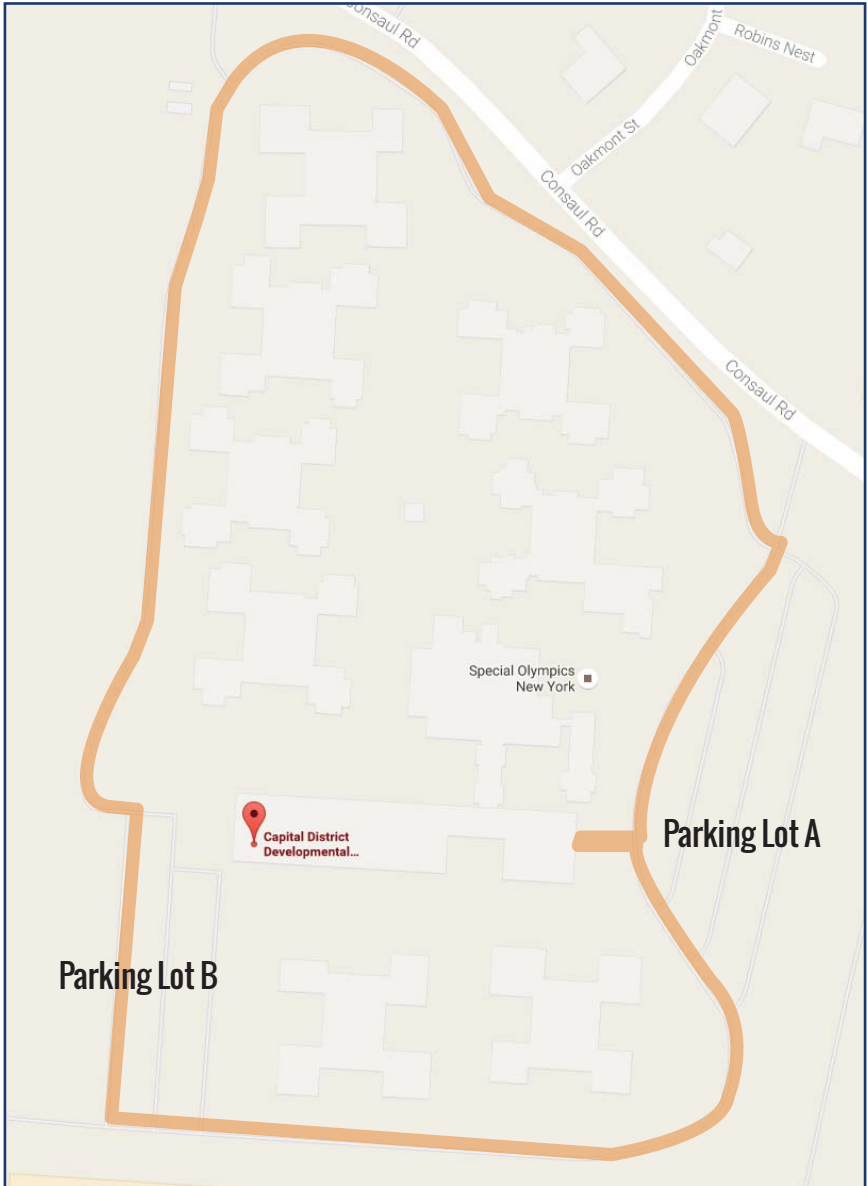 Consaul Rd
Oakmont
Robins Nest
Oakmont St
Consaul Rd
Consaul Rd
Special Olympics
New York
Capital District
Developmental...
Parking Lot A
Parking Lot B